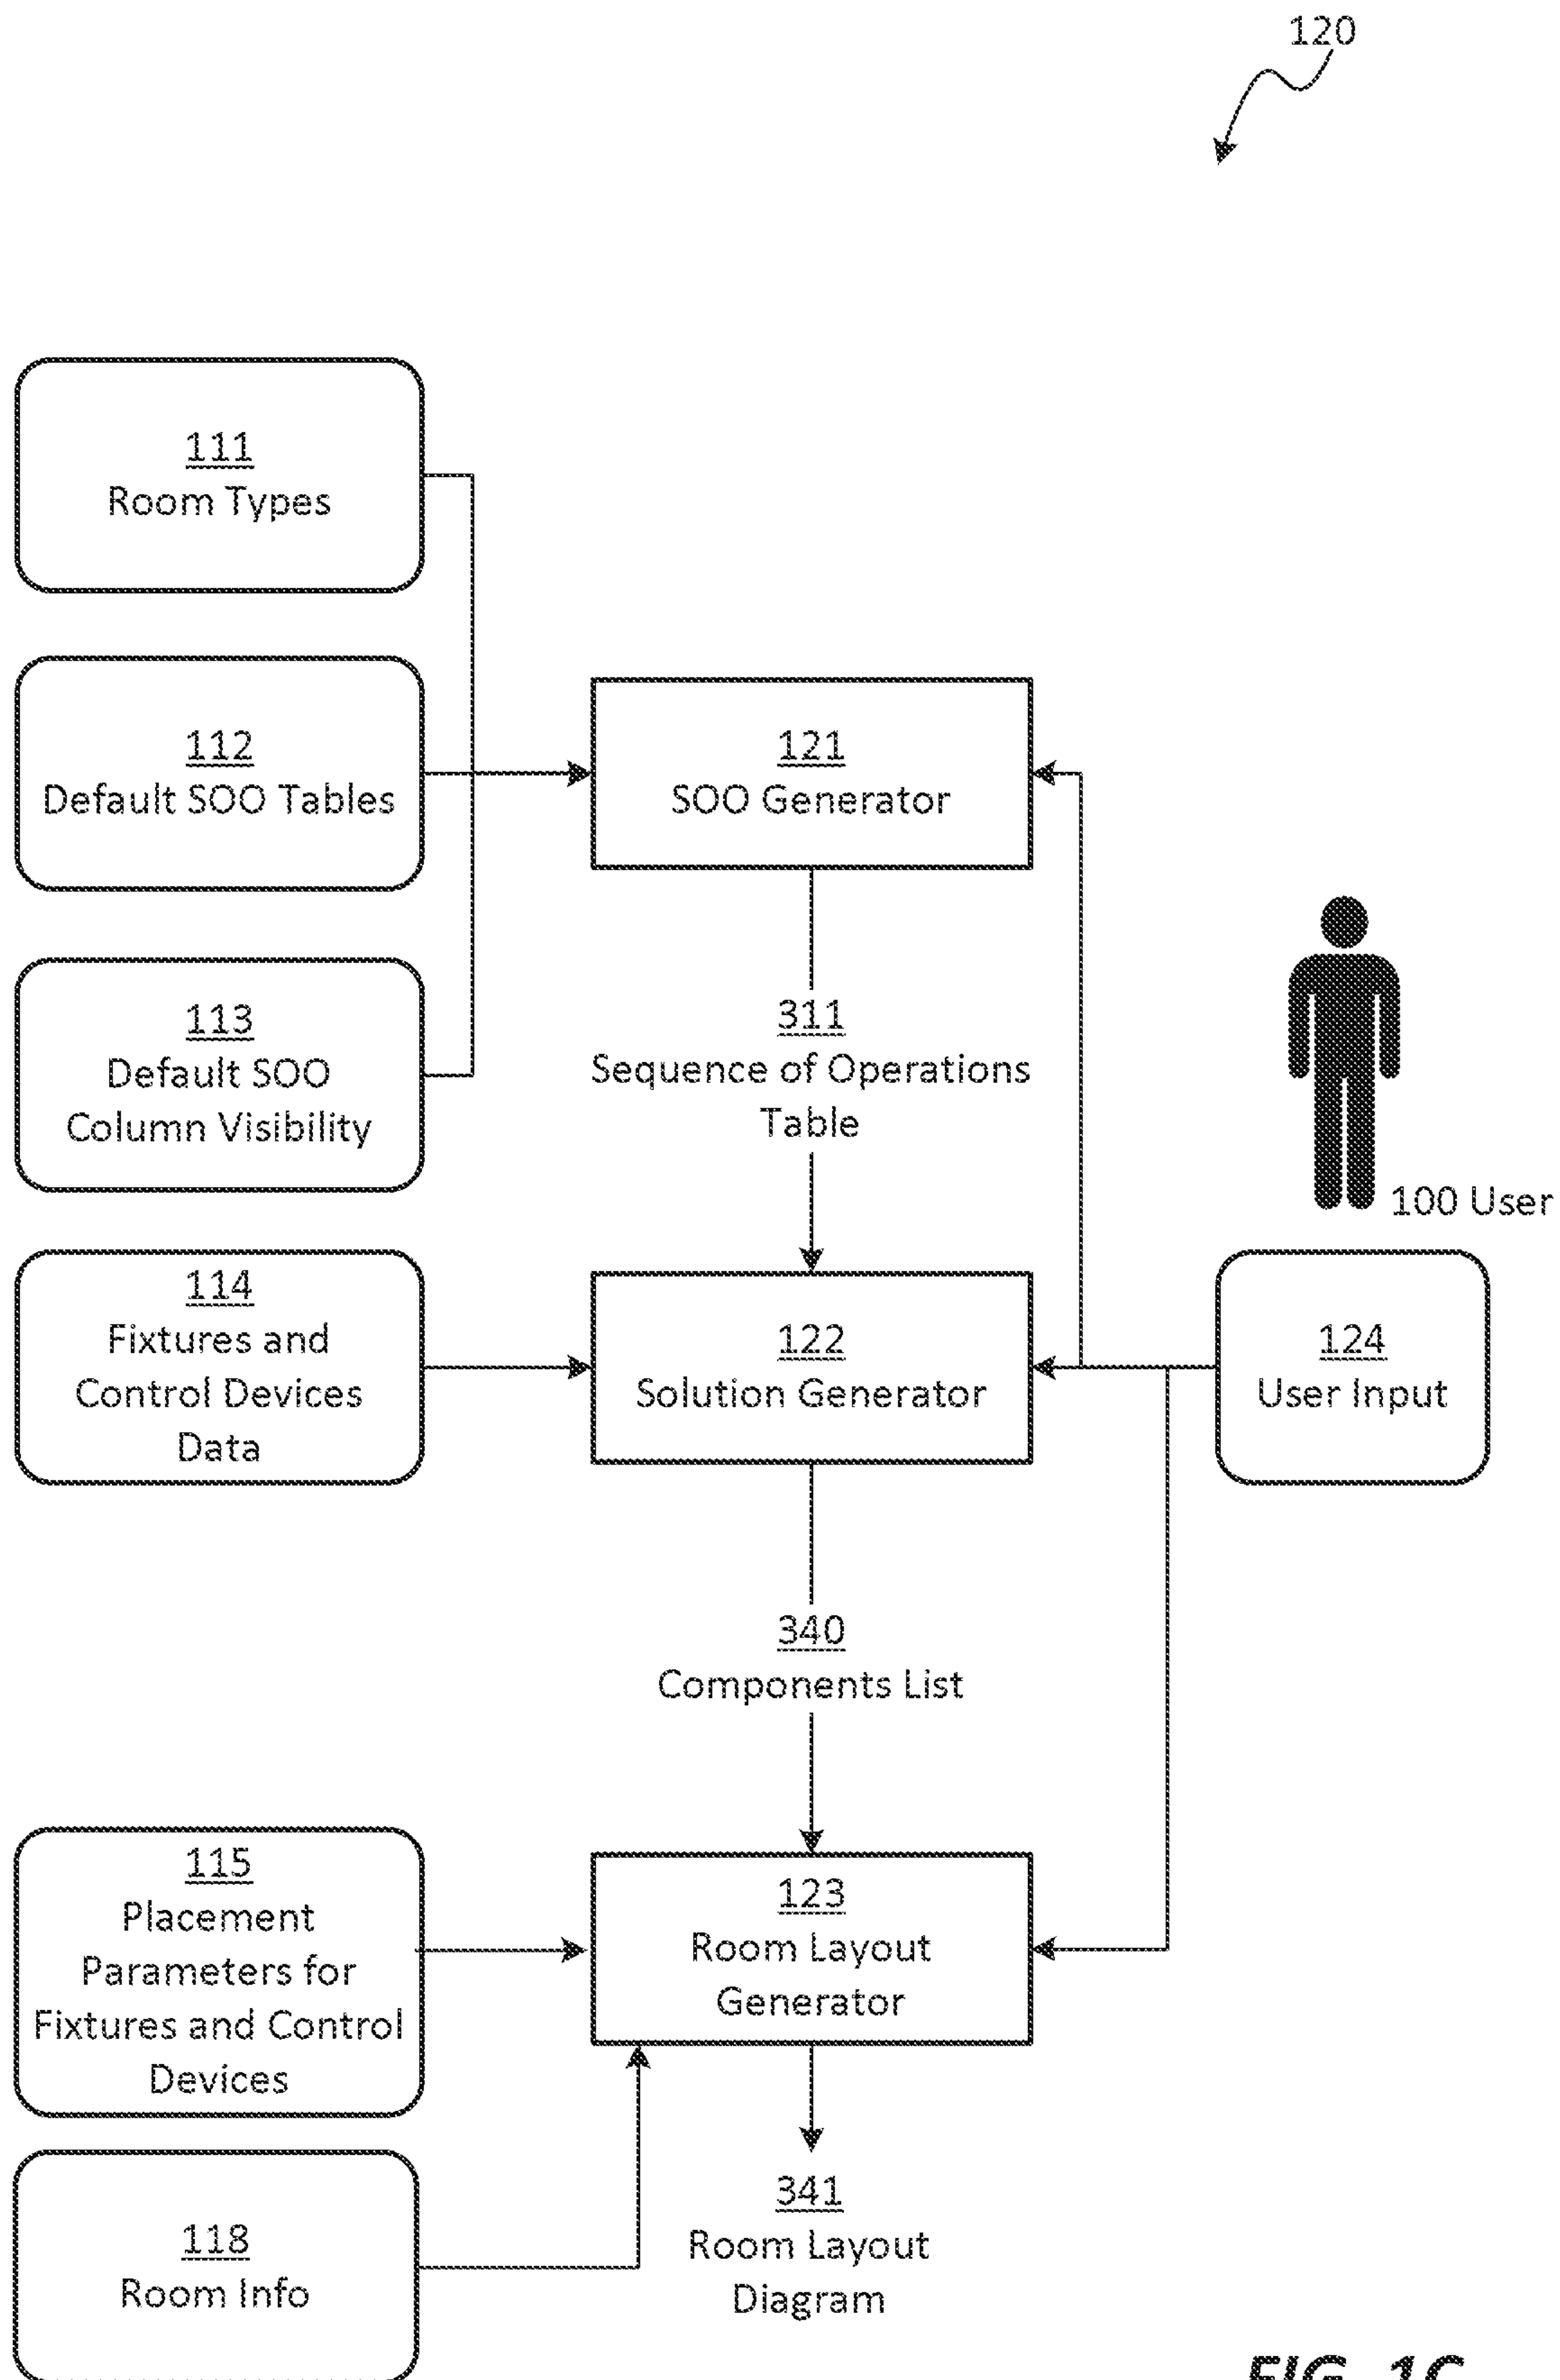 120
111
Room Types
112
Default SOO Tables
121
SOO Generator
113
Default SOO
Column Visibility
311
Sequence of Operations
Table
100 User
114
Fixtures and
Control Devices
Data
122
Solution Generator
124
User Input
340
Components List
115
Placement
Parameters for
Fixtures and Control
Devices
123
Room Layout
Generator
118
Room Info
341
Room Layout
Diagram
FIG. 1C